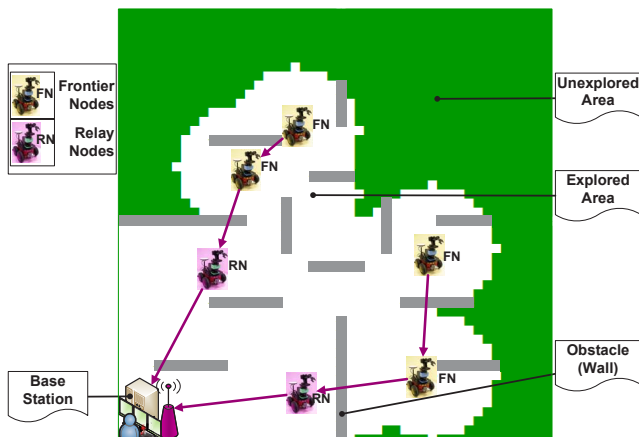 FN
Frontier
Nodes
RN
Relay
Nodes
FN
FN
RN
FN
FN
RN
Unexplored
Area
Explored
Area
Obstacle
(Wall)
Base
Station